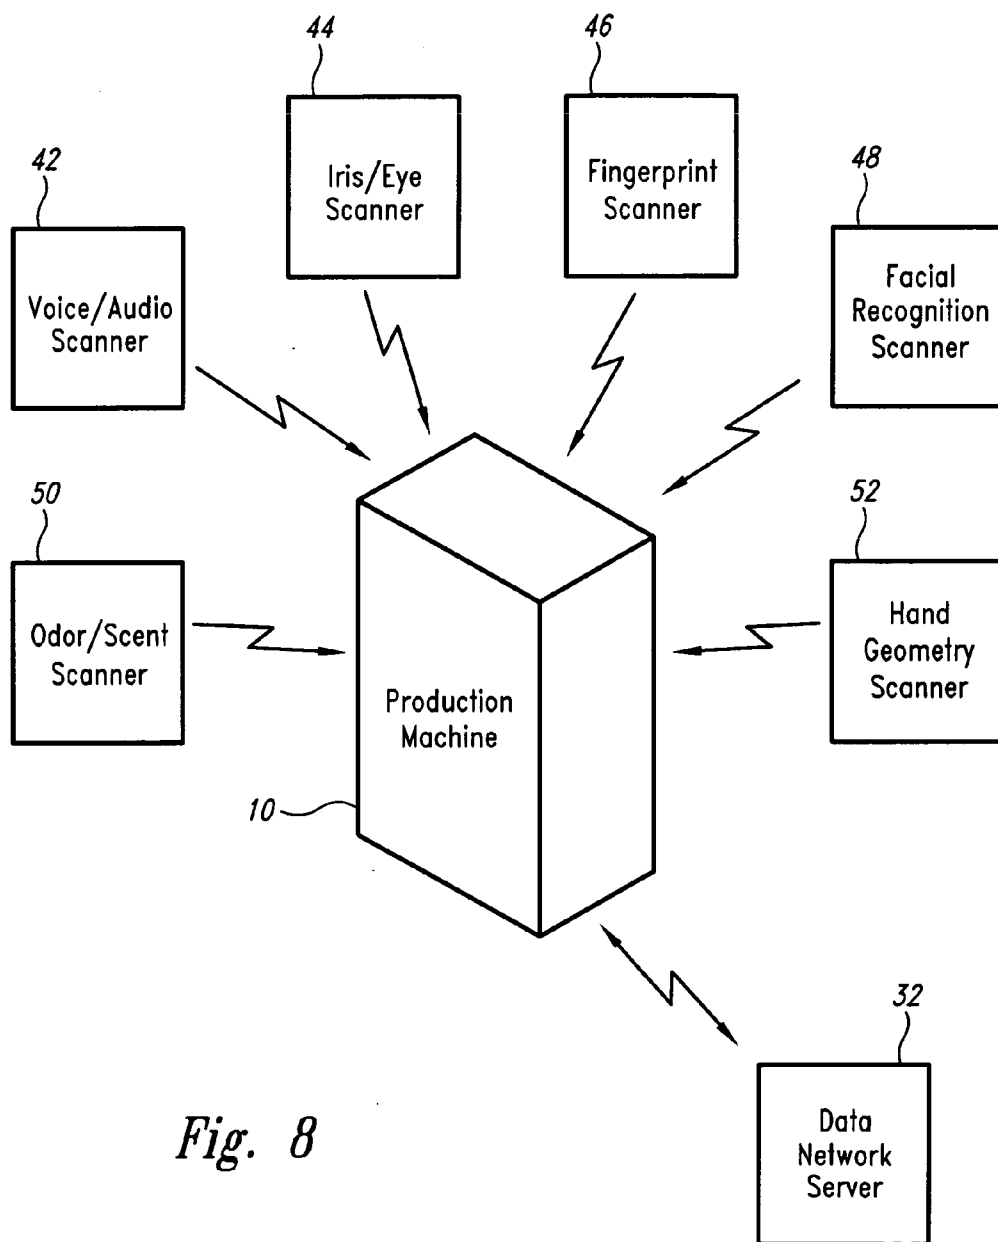 44
46
42
48
Iris/Eye
Scanner
Fingerprint
Scanner
Voice/Audio
Scanner
Facial
Recognition
Scanner
50
52
Odor/Scent
Scanner
Hand
Geometry
Scanner
Production
Machine
10
32
Data
Network
Server
Fig. 8